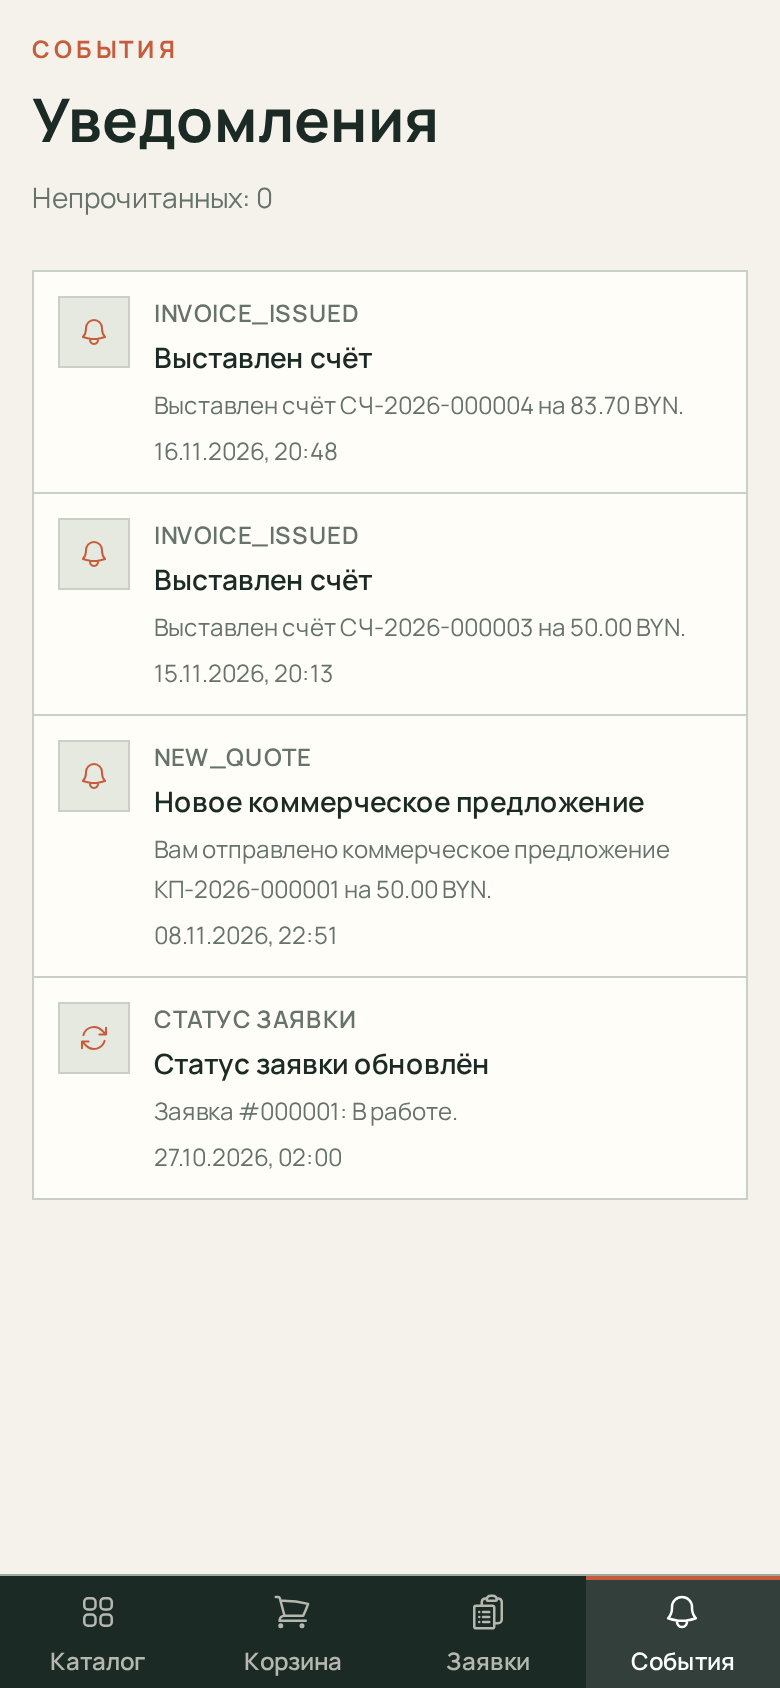 СОБЫТИЯ
Уведомления
Непрочитанных: 0
INVOICE_ISSUED
Выставлен счёт
Выставлен счёт СЧ-2026-000004 на 83.70 BYN.
16.11.2026, 20:48
INVOICE_ISSUED
Выставлен счёт
Выставлен счёт СЧ-2026-000003 на 50.00 BYN.
15.11.2026, 20:13
NEW_QUOTE
Новое коммерческое предложение
Вам отправлено коммерческое предложение
КП-2026-000001 на 50.00 BYN.
08.11.2026, 22:51
СТАТУС ЗАЯВКИ
Статус заявки обновлён
Заявка #000001: В работе.
27.10.2026, 02:00
Каталог
Корзина
Заявки
События